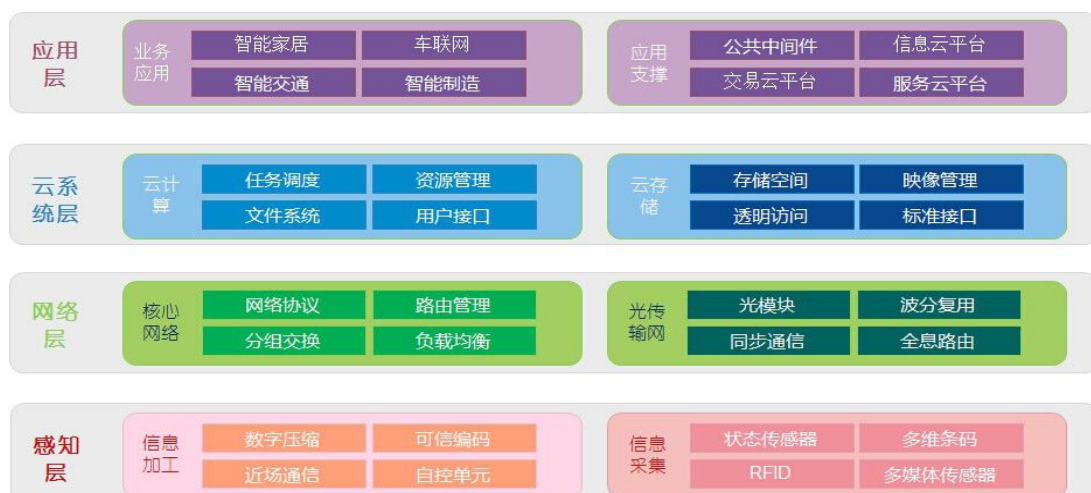 应用
层
业务
应用
智能家居
车联网
智能交通
智能制造
应用
支撑
公共中间件
信息云平台
交易云平台
服务云平台
云系
统层
云计
算
任务调度
资源管理
文件系统
用户接口
云存
储
存储空间
映像管理
透明访问
标准接口
网络
层
核心
网络
网络协议
路由管理
分组交换
负载均衡
光传
输网
光模块
波分复用
同步通信
全息路由
感知
层
信息
加工
数字压缩
可信编码
近场通信
自控单元
信息
采集
状态传感器
多维条码
RFID
多媒体传感器